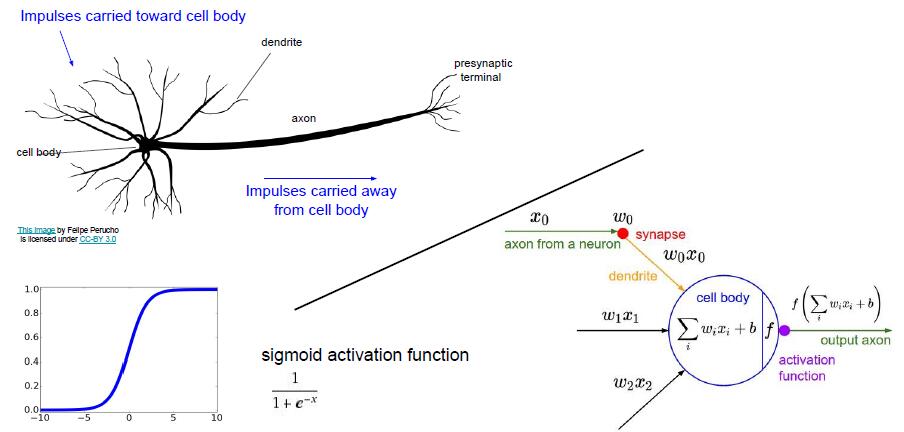 Impulses carried toward cell body
dendrite
presynaptic
terminal
axon
cell body
Impulses carried away
from cell body
This image by Felipe Perucho
is licensed under CC-BY 3.0
x₀
w₀
synapse
axon from a neuron
w₀x₀
dendrite
cell body
f(∑ᵢ wᵢxᵢ + b)
w₁x₁
∑ᵢ wᵢxᵢ + b
f
output axon
activation
function
w₂x₂
1.0
0.8
0.6
0.4
0.2
0.0
−10 −5 0 5 10
sigmoid activation function
1
1 + e⁻ˣ